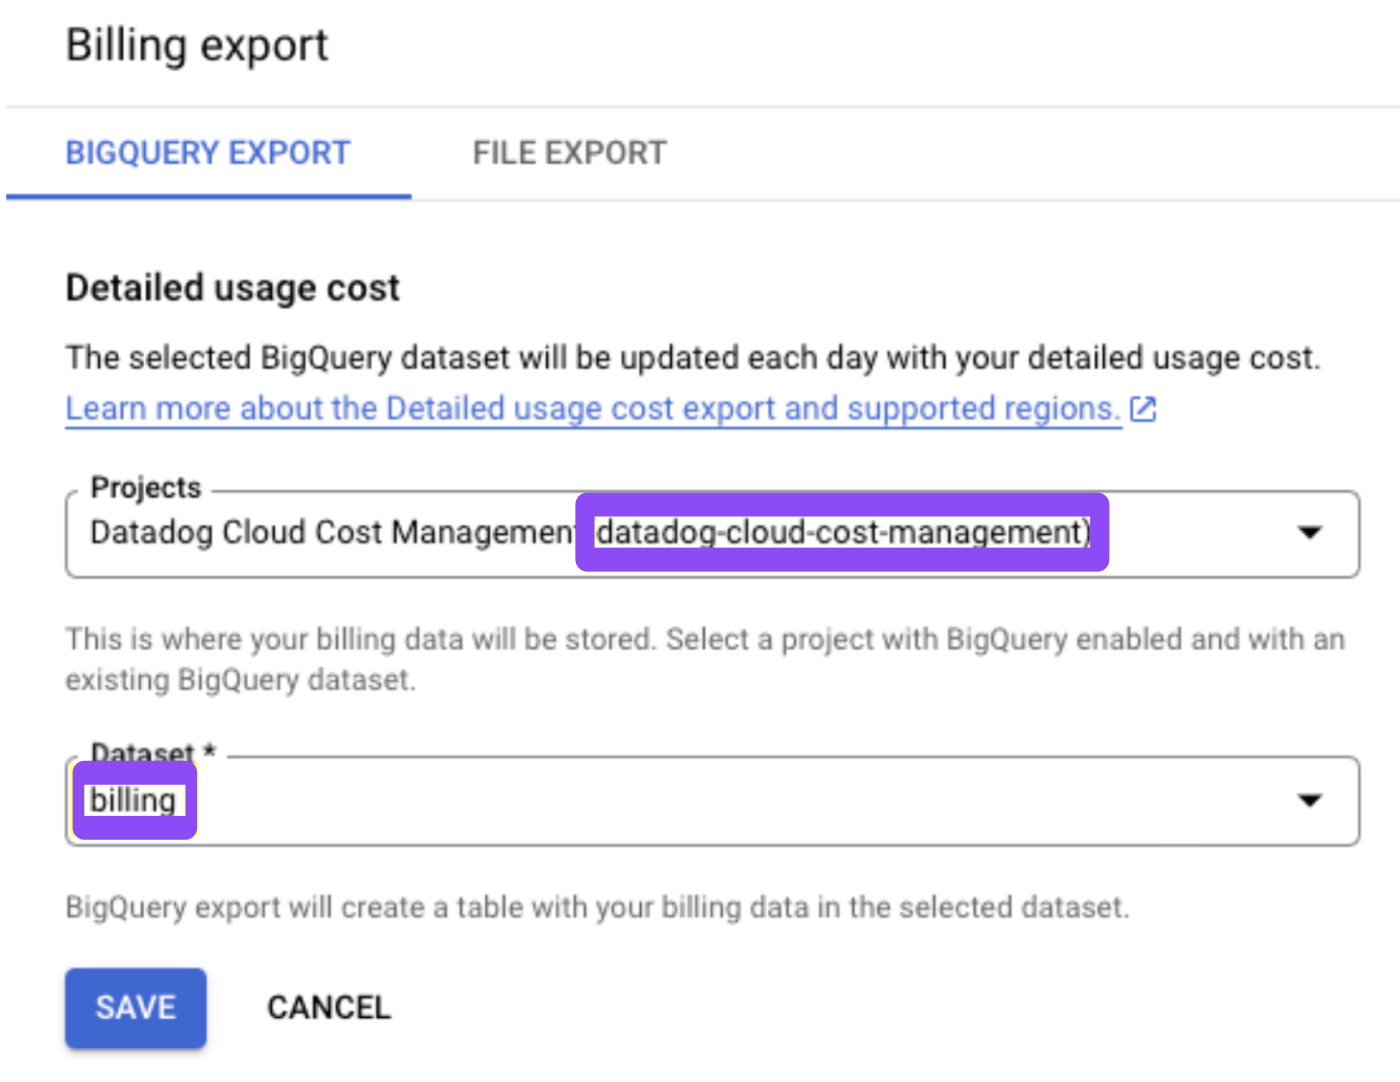 Billing export
BIGQUERY EXPORT FILE EXPORT
Detailed usage cost
The selected BigQuery dataset will be updated each day with your detailed usage cost.
Learn more about the Detailed usage cost export and supported regions.
Projects
Datadog Cloud Cost Management datadog-cloud-cost-management)
This is where your billing data will be stored. Select a project with BigQuery enabled and with an
existing BigQuery dataset.
Dataset *
billing
BigQuery export will create a table with your billing data in the selected dataset.
SAVE CANCEL